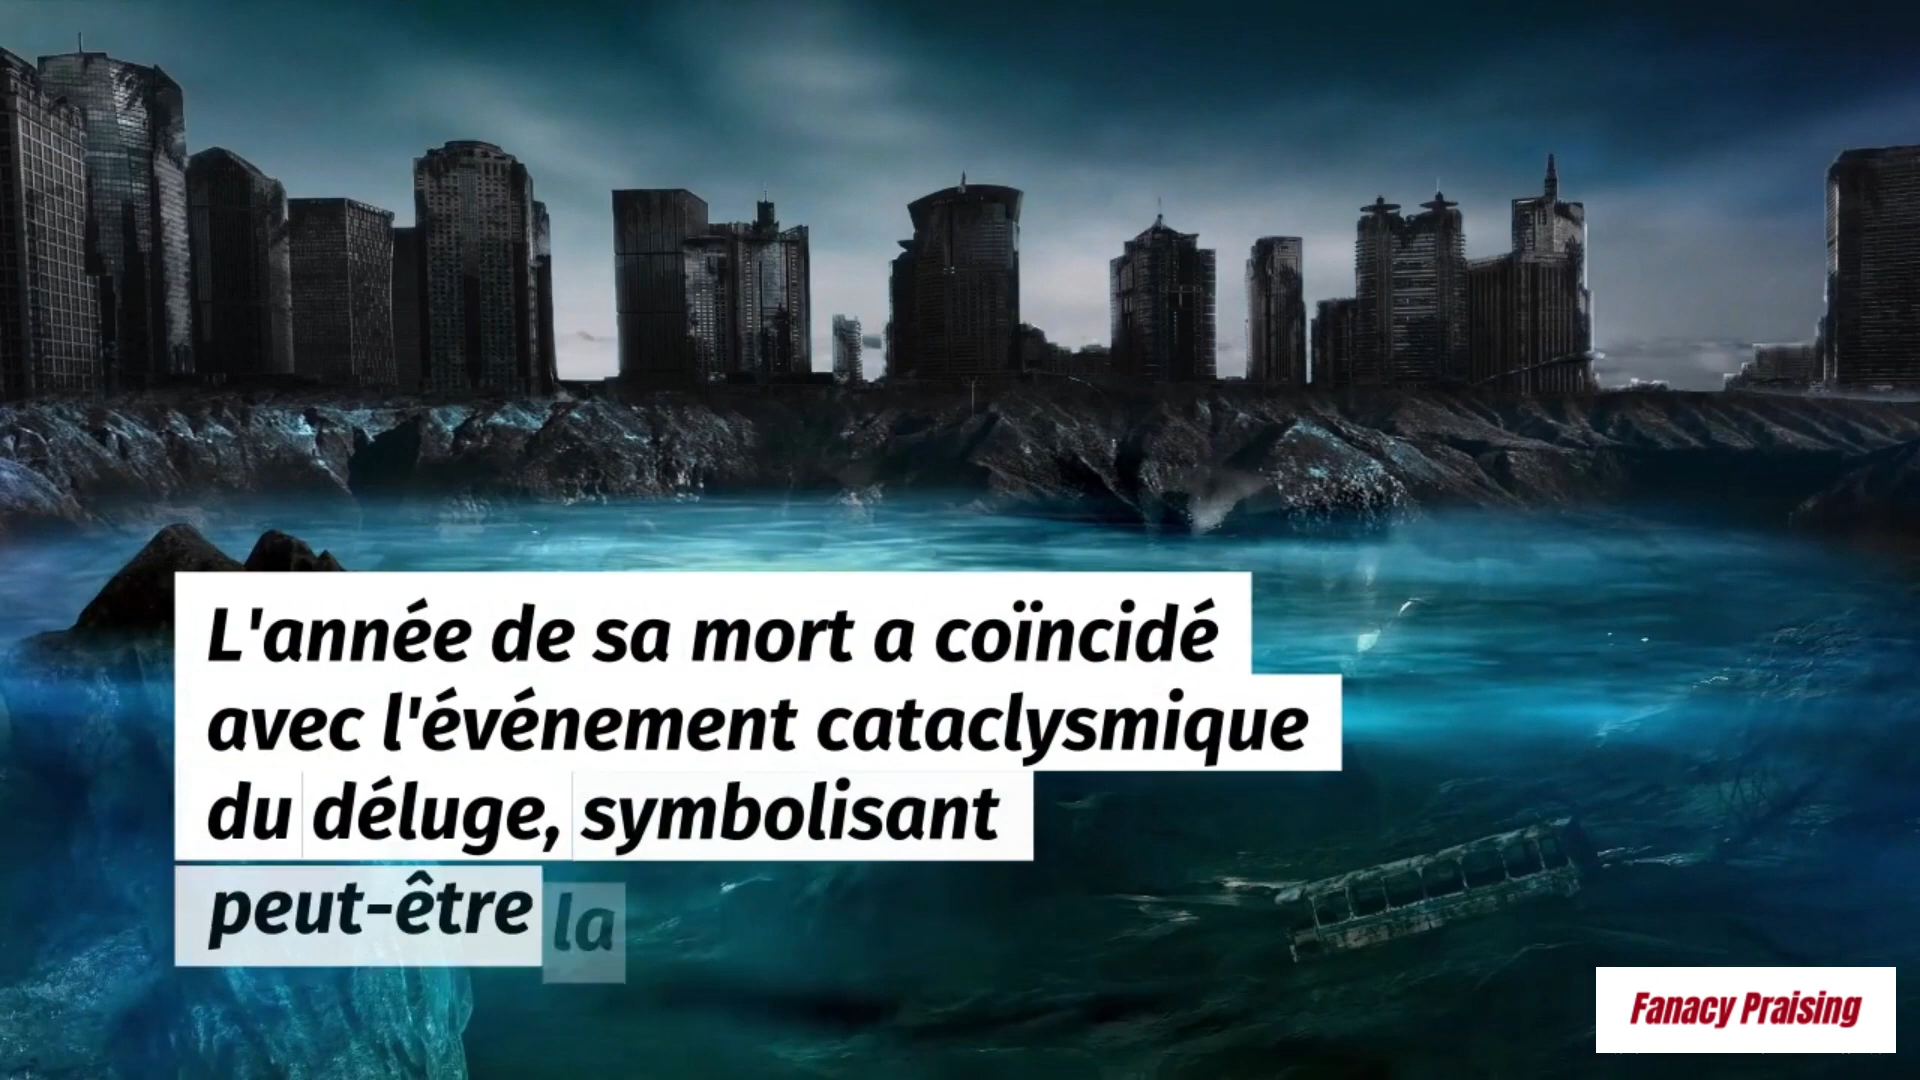 L'année de sa mort a coïncidé
avec l'événement cataclysmique
du déluge, symbolisant
peut-être la
Fanacy Praising